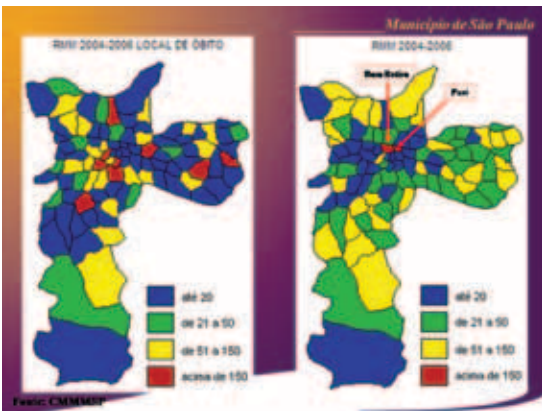 Município de São Paulo
RMM 2004-2006 LOCAL DE ÓBITO
RMM 2004-2006
Bom Retiro
Pari
até 20
de 21 a 50
de 51 a 150
acima de 150
até 20
de 21 a 50
de 51 a 150
acima de 150
Fonte: CMMMSP